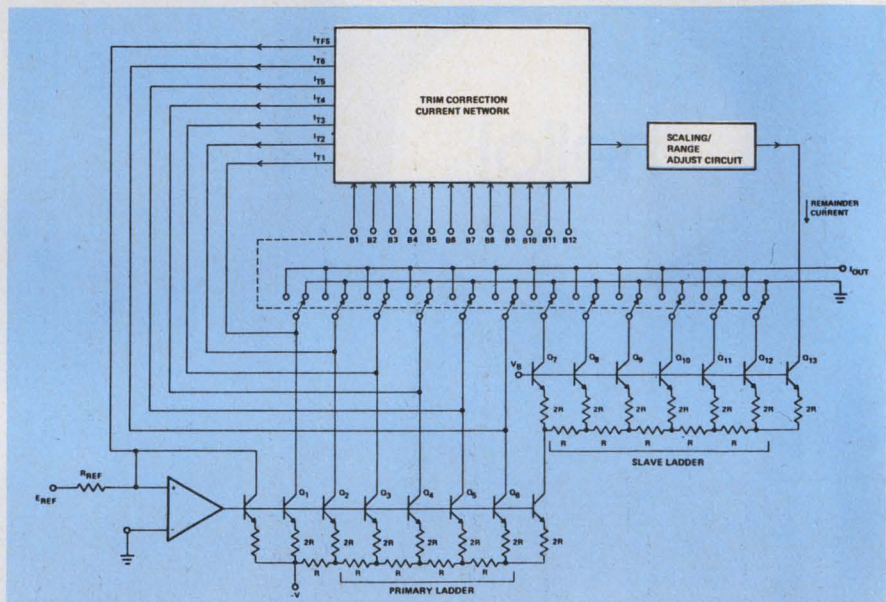 ITFS
IT6
IT5
IT4
IT3
IT2
IT1
TRIM CORRECTION
CURRENT NETWORK
SCALING/
RANGE
ADJUST CIRCUIT
REMAINDER
CURRENT
B1 B2 B3 B4 B5 B6 B7 B8 B9 B10 B11 B12
IOUT
VB
Q7 Q8 Q9 Q10 Q11 Q12 Q13
2R 2R 2R 2R 2R 2R 2R
R R R R R
SLAVE LADDER
RREF
EREF
+
-
Q1 Q2 Q3 Q4 Q5 Q6
2R 2R 2R 2R 2R 2R
R R R R R
-V
PRIMARY LADDER